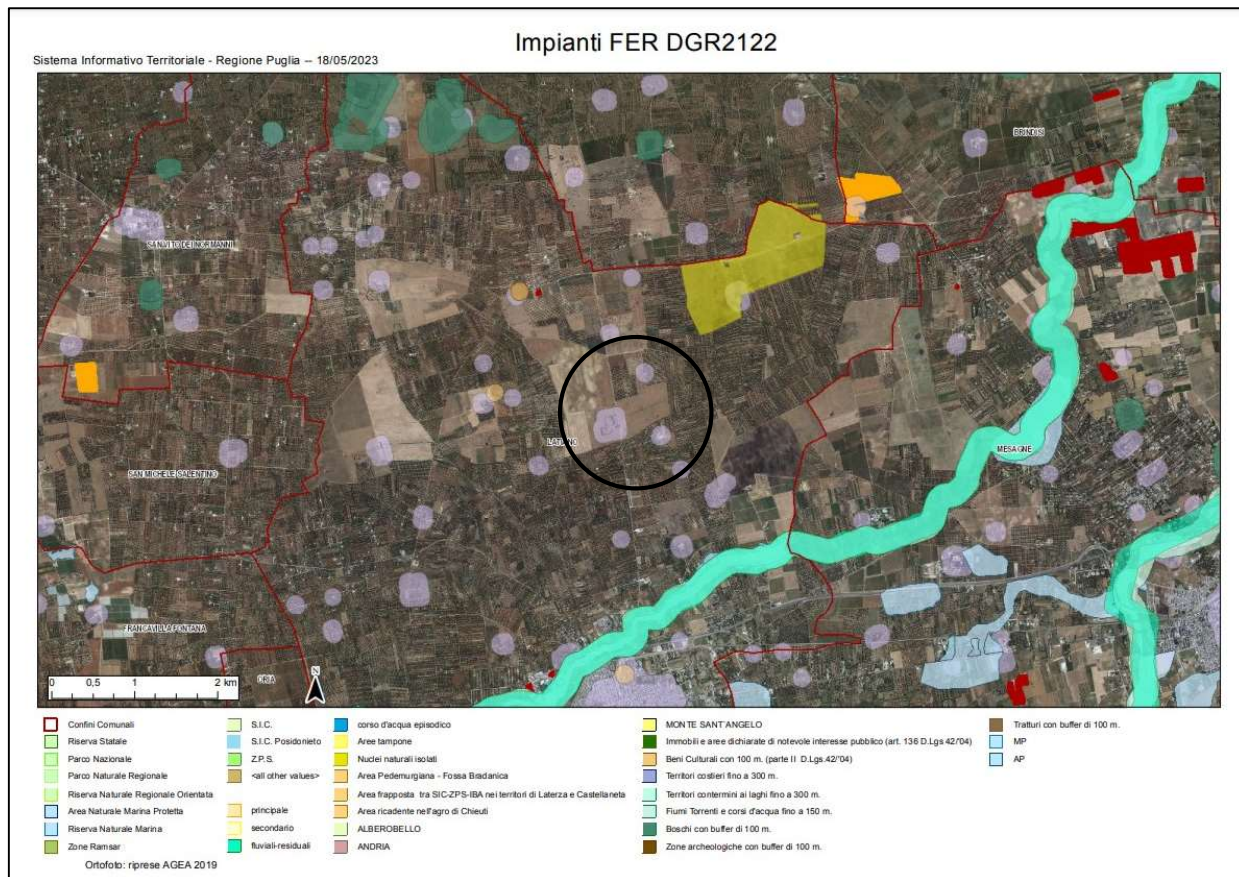 Impianti FER DGR2122
Sistema Informativo Territoriale - Regione Puglia -- 18/05/2023
BRINDISI
SAN VITO DEI NORMANNI
LATIANO
MESAGNE
SAN MICHELE SALENTINO
FRANCAVILLA FONTANA
ORIA
N
0 0,5 1 2 km
Confini Comunali
Riserva Statale
Parco Nazionale
Parco Naturale Regionale
Riserva Naturale Regionale Orientata
Area Naturale Marina Protetta
Riserva Naturale Marina
Zone Ramsar
S.I.C.
S.I.C. Posidonieto
Z.P.S.
<all other values>
principale
secondario
fluviali-residuali
corso d'acqua episodico
Aree tampone
Nuclei naturali isolati
Area Pedemurgiana - Fossa Bradanica
Area frapposta tra SIC-ZPS-IBA nei territori di Laterza e Castellaneta
Area ricadente nell'agro di Chieuti
ALBEROBELLO
ANDRIA
MONTE SANT'ANGELO
Immobili e aree dichiarate di notevole interesse pubblico (art. 136 D.Lgs 42/'04)
Beni Culturali con 100 m. (parte II D.Lgs.42/'04)
Territori costieri fino a 300 m.
Territori contermini ai laghi fino a 300 m.
Fiumi Torrenti e corsi d'acqua fino a 150 m.
Boschi con buffer di 100 m.
Zone archeologiche con buffer di 100 m.
Tratturi con buffer di 100 m.
MP
AP
Ortofoto: riprese AGEA 2019